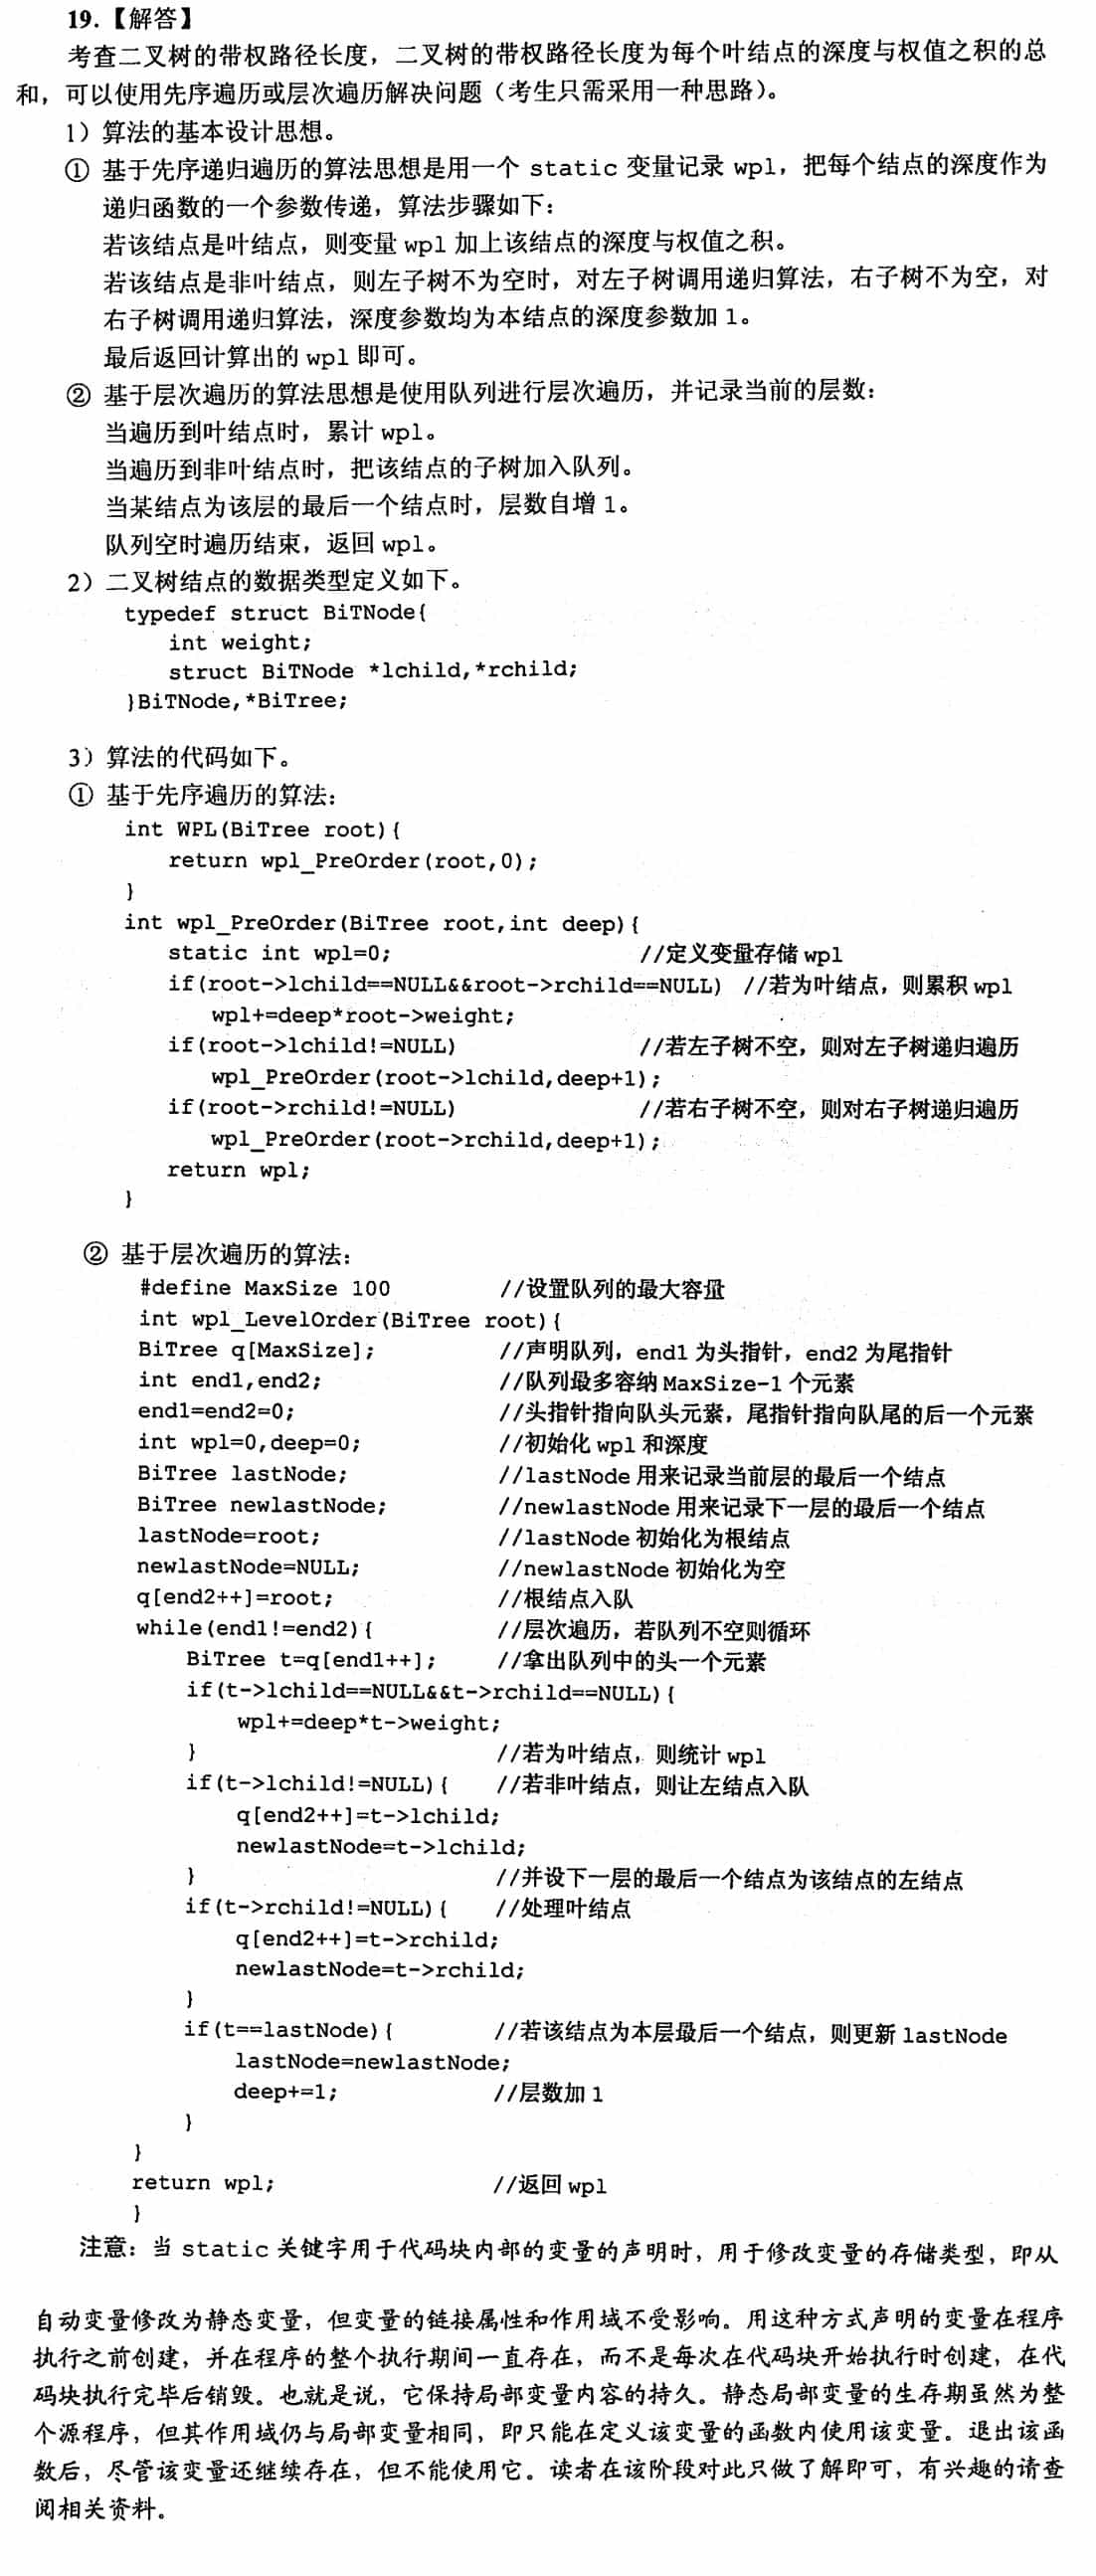 19.【解答】
考查二叉树的带权路径长度，二叉树的带权路径长度为每个叶结点的深度与权值之积的总
和，可以使用先序遍历或层次遍历解决问题（考生只需采用一种思路）。
1）算法的基本设计思想。
① 基于先序递归遍历的算法思想是用一个 static 变量记录 wpl，把每个结点的深度作为
递归函数的一个参数传递，算法步骤如下：
若该结点是叶结点，则变量 wpl 加上该结点的深度与权值之积。
若该结点是非叶结点，则左子树不为空时，对左子树调用递归算法，右子树不为空，对
右子树调用递归算法，深度参数均为本结点的深度参数加 1。
最后返回计算出的 wpl 即可。
② 基于层次遍历的算法思想是使用队列进行层次遍历，并记录当前的层数：
当遍历到叶结点时，累计 wpl。
当遍历到非叶结点时，把该结点的子树加入队列。
当某结点为该层的最后一个结点时，层数自增 1。
队列空时遍历结束，返回 wpl。
2）二叉树结点的数据类型定义如下。
typedef struct BiTNode{
int weight;
struct BiTNode *lchild,*rchild;
}BiTNode,*BiTree;
3）算法的代码如下。
① 基于先序遍历的算法：
int WPL(BiTree root){
return wpl_PreOrder(root,0);
}
int wpl_PreOrder(BiTree root,int deep){
static int wpl=0; //定义变量存储 wpl
if(root->lchild==NULL&&root->rchild==NULL) //若为叶结点，则累积 wpl
wpl+=deep*root->weight;
if(root->lchild!=NULL) //若左子树不空，则对左子树递归遍历
wpl_PreOrder(root->lchild,deep+1);
if(root->rchild!=NULL) //若右子树不空，则对右子树递归遍历
wpl_PreOrder(root->rchild,deep+1);
return wpl;
}
② 基于层次遍历的算法：
#define MaxSize 100 //设置队列的最大容量
int wpl_LevelOrder(BiTree root){
BiTree q[MaxSize]; //声明队列，end1 为头指针，end2 为尾指针
int end1,end2; //队列最多容纳 MaxSize-1 个元素
end1=end2=0; //头指针指向队头元素，尾指针指向队尾的后一个元素
int wpl=0,deep=0; //初始化 wpl 和深度
BiTree lastNode; //lastNode 用来记录当前层的最后一个结点
BiTree newlastNode; //newlastNode 用来记录下一层的最后一个结点
lastNode=root; //lastNode 初始化为根结点
newlastNode=NULL; //newlastNode 初始化为空
q[end2++]=root; //根结点入队
while(end1!=end2){ //层次遍历，若队列不空则循环
BiTree t=q[end1++]; //拿出队列中的头一个元素
if(t->lchild==NULL&&t->rchild==NULL){
wpl+=deep*t->weight;
} //若为叶结点，则统计 wpl
if(t->lchild!=NULL){ //若非叶结点，则让左结点入队
q[end2++]=t->lchild;
newlastNode=t->lchild;
} //并设下一层的最后一个结点为该结点的左结点
if(t->rchild!=NULL){ //处理叶结点
q[end2++]=t->rchild;
newlastNode=t->rchild;
}
if(t==lastNode){ //若该结点为本层最后一个结点，则更新 lastNode
lastNode=newlastNode;
deep+=1; //层数加 1
}
}
return wpl; //返回 wpl
}
注意：当 static 关键字用于代码块内部的变量的声明时，用于修改变量的存储类型，即从
自动变量修改为静态变量，但变量的链接属性和作用域不受影响。用这种方式声明的变量在程序
执行之前创建，并在程序的整个执行期间一直存在，而不是每次在代码块开始执行时创建，在代
码块执行完毕后销毁。也就是说，它保持局部变量内容的持久。静态局部变量的生存期虽然为整
个源程序，但其作用域仍与局部变量相同，即只能在定义该变量的函数内使用该变量。退出该函
数后，尽管该变量还继续存在，但不能使用它。读者在该阶段对此只做了解即可，有兴趣的请查
阅相关资料。